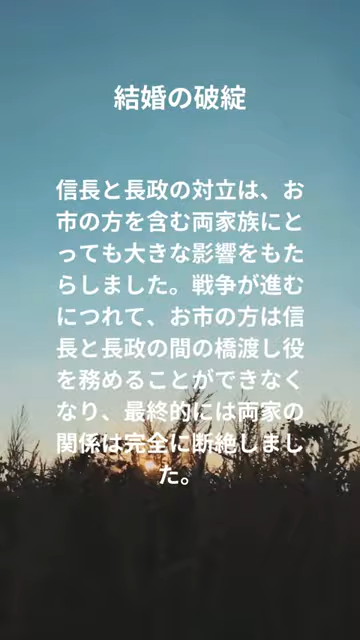 結婚の破綻
信長と長政の対立は、お
市の方を含む両家族にと
っても大きな影響をもた
らしました。戦争が進む
につれて、お市の方は信
長と長政の間の橋渡し役
を務めることができなく
なり、最終的には両家の
関係は完全に断絶しまし
た。